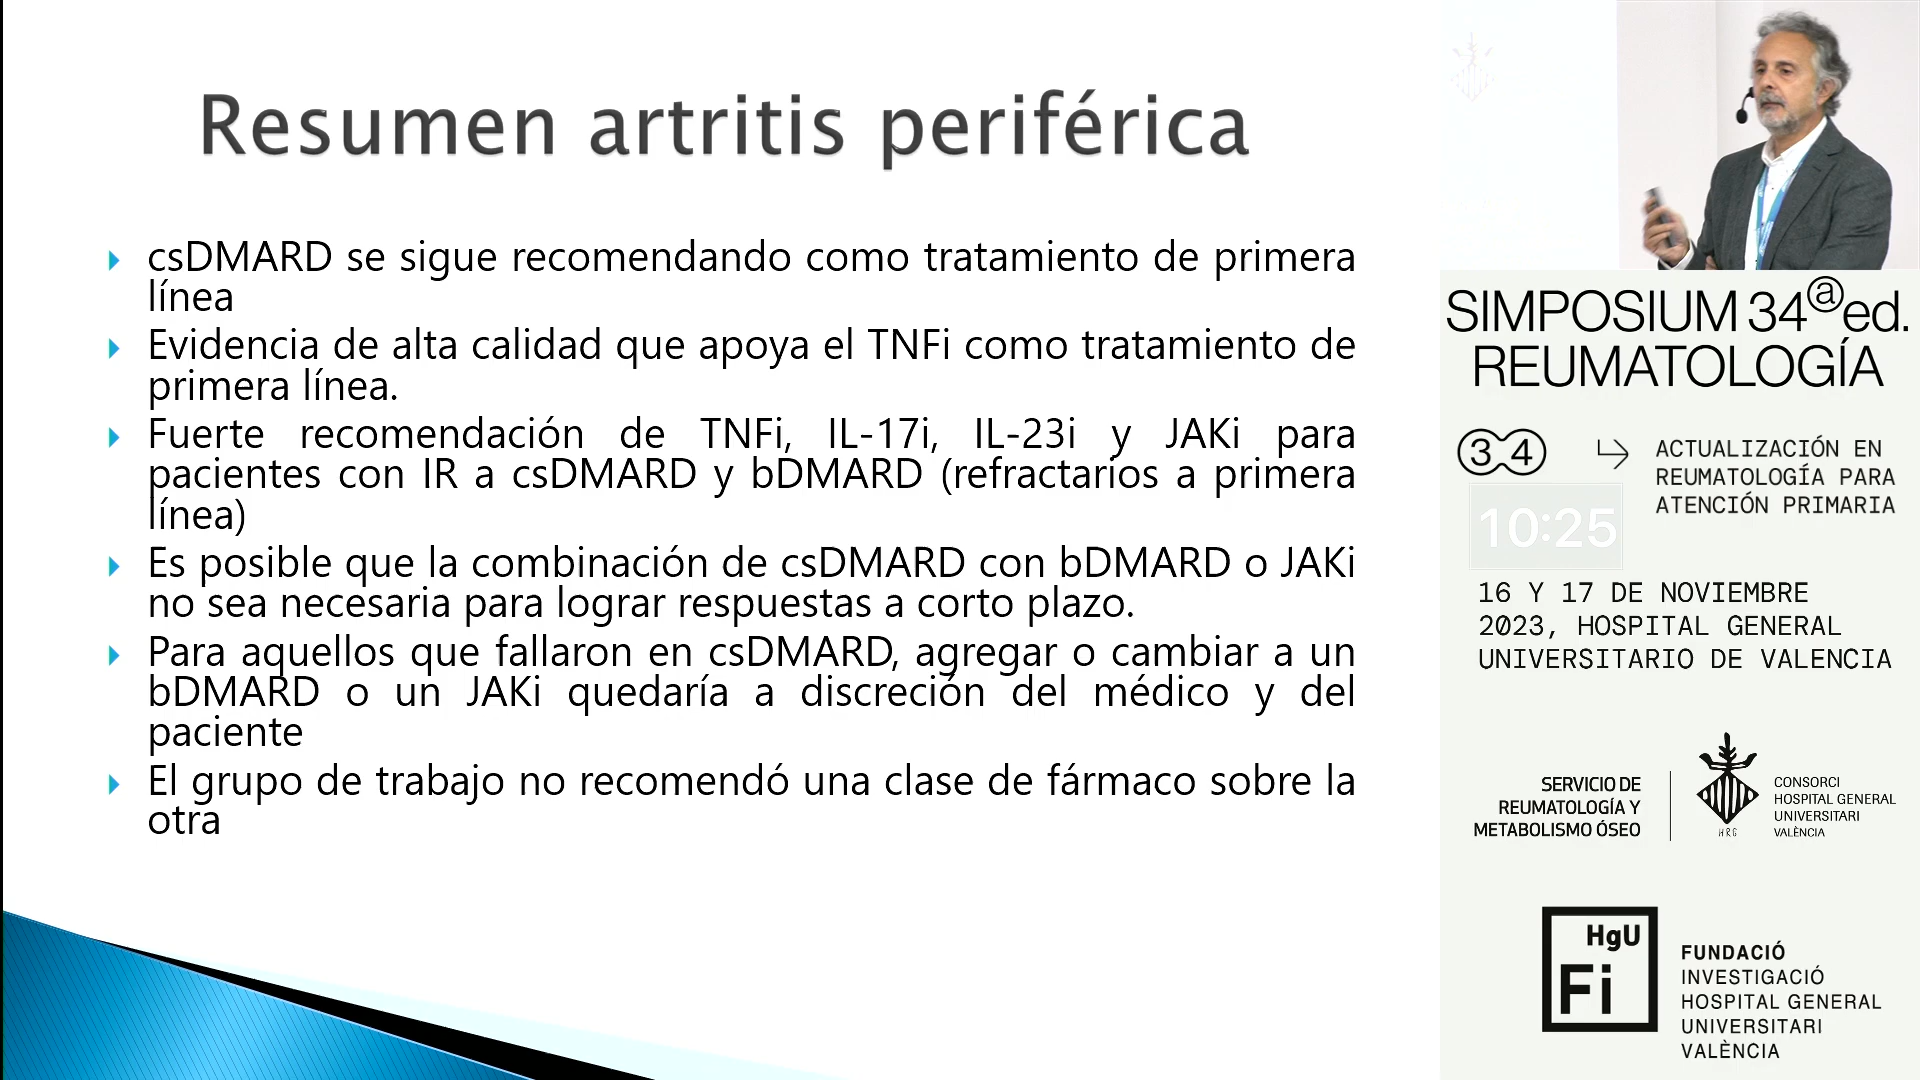 Resumen artritis periférica
csDMARD se sigue recomendando como tratamiento de primera
línea
Evidencia de alta calidad que apoya el TNFi como tratamiento de
primera línea.
Fuerte recomendación de TNFi, IL-17i, IL-23i y JAKi para
pacientes con IR a csDMARD y bDMARD (refractarios a primera
línea)
Es posible que la combinación de csDMARD con bDMARD o JAKi
no sea necesaria para lograr respuestas a corto plazo.
Para aquellos que fallaron en csDMARD, agregar o cambiar a un
bDMARD o un JAKi quedaría a discreción del médico y del
paciente
El grupo de trabajo no recomendó una clase de fármaco sobre la
otra
SIMPOSIUM 34ⓐed.
REUMATOLOGÍA
34
ACTUALIZACIÓN EN
REUMATOLOGÍA PARA
ATENCIÓN PRIMARIA
10:25
16 Y 17 DE NOVIEMBRE
2023, HOSPITAL GENERAL
UNIVERSITARIO DE VALENCIA
SERVICIO DE
REUMATOLOGÍA Y
METABOLISMO ÓSEO
HRG
CONSORCI
HOSPITAL GENERAL
UNIVERSITARI
VALÈNCIA
HgU
Fi
FUNDACIÓ
INVESTIGACIÓ
HOSPITAL GENERAL
UNIVERSITARI
VALÈNCIA